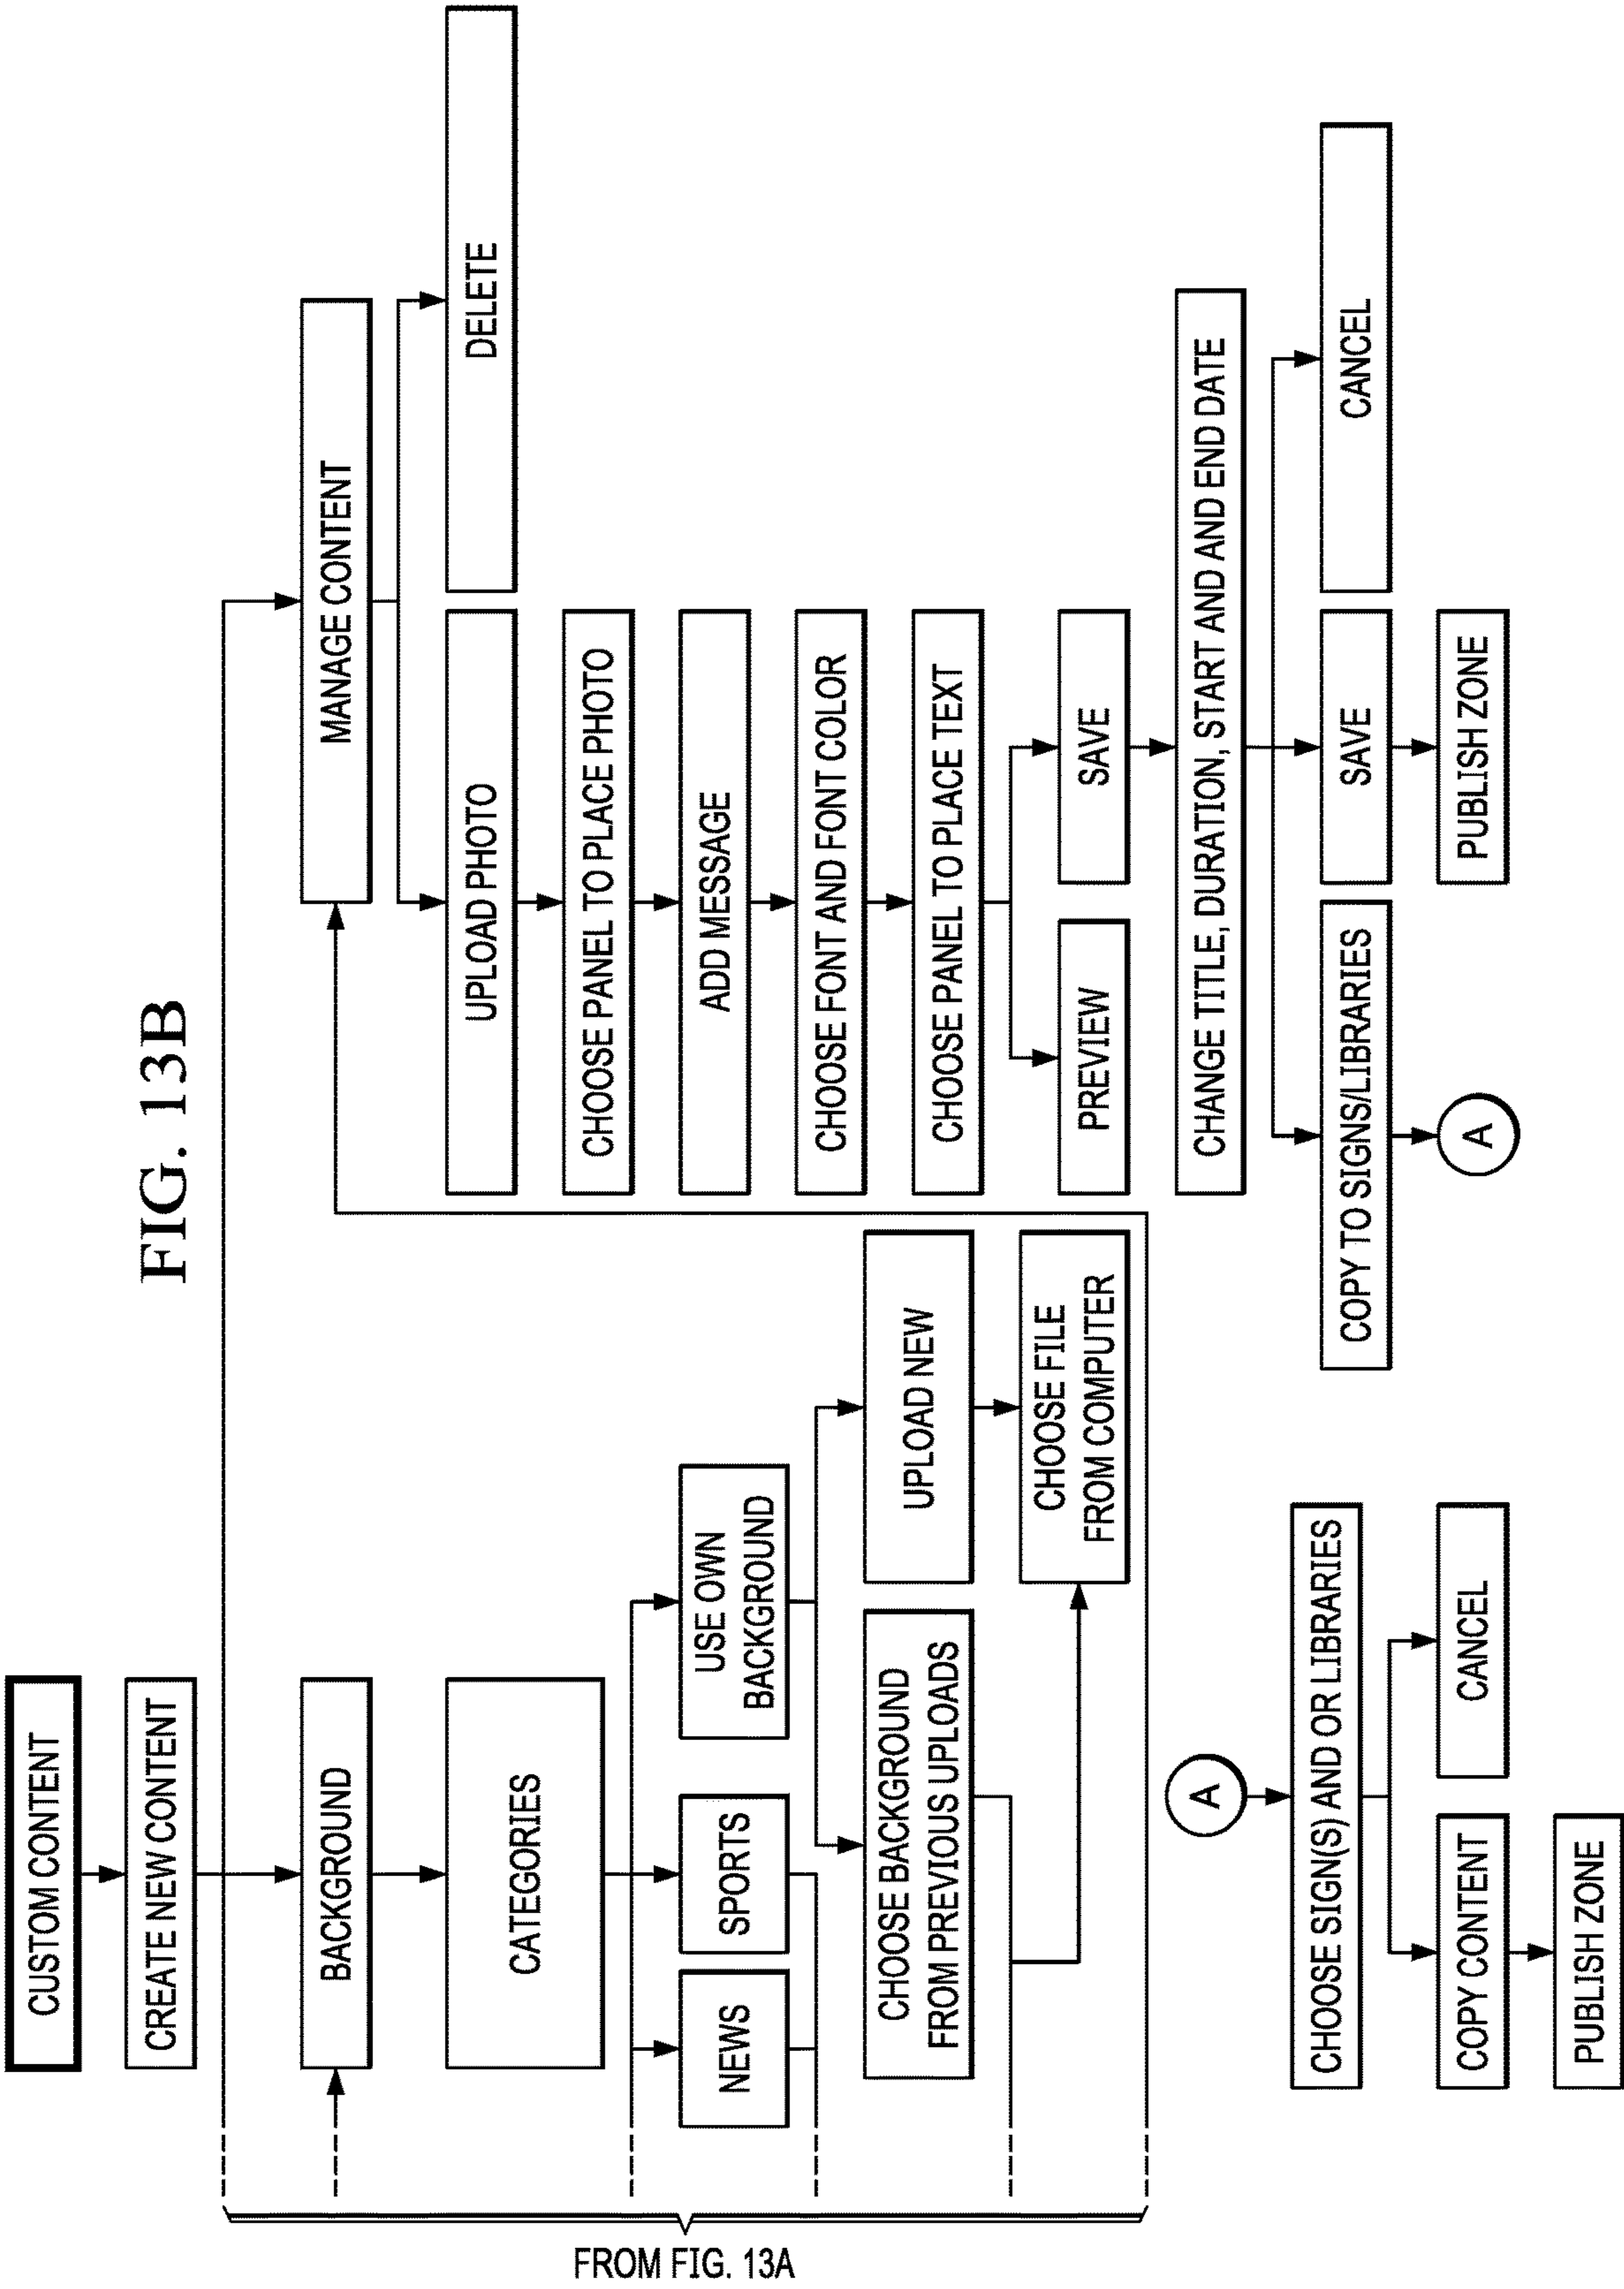 FIG. 13B
CUSTOM CONTENT
CREATE NEW CONTENT
BACKGROUND
MANAGE CONTENT
CATEGORIES
UPLOAD PHOTO
DELETE
CHOOSE PANEL TO PLACE PHOTO
NEWS
SPORTS
USE OWN
BACKGROUND
ADD MESSAGE
CHOOSE FONT AND FONT COLOR
CHOOSE BACKGROUND
FROM PREVIOUS UPLOADS
UPLOAD NEW
CHOOSE PANEL TO PLACE TEXT
CHOOSE FILE
FROM COMPUTER
PREVIEW
SAVE
FROM FIG. 13A
CHANGE TITLE, DURATION, START AND AND END DATE
A
CHOOSE SIGN(S) AND OR LIBRARIES
COPY TO SIGNS/LIBRARIES
SAVE
CANCEL
COPY CONTENT
CANCEL
A
PUBLISH ZONE
PUBLISH ZONE